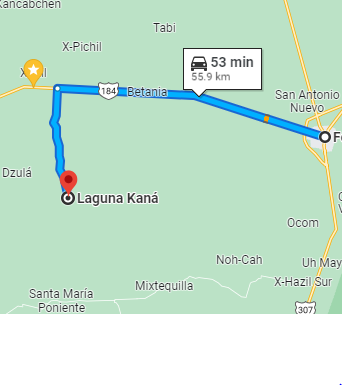 Kancabchen
Tabi
X-Pichil
53 min
55.9 km
184
Betania
San Antonio
Nuevo
Dzulá
Laguna Kaná
Ocom
Noh-Cah
Uh May
Mixtequilla
X-Hazil Sur
Santa María
Poniente
307